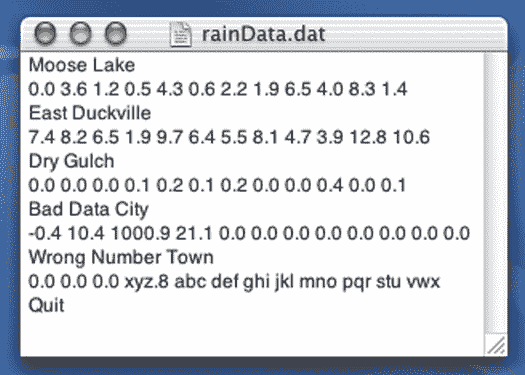 rainData.dat
Moose Lake
0.0 3.6 1.2 0.5 4.3 0.6 2.2 1.9 6.5 4.0 8.3 1.4
East Duckville
7.4 8.2 6.5 1.9 9.7 6.4 5.5 8.1 4.7 3.9 12.8 10.6
Dry Gulch
0.0 0.0 0.0 0.1 0.2 0.1 0.2 0.0 0.0 0.4 0.0 0.1
Bad Data City
-0.4 10.4 1000.9 21.1 0.0 0.0 0.0 0.0 0.0 0.0 0.0 0.0
Wrong Number Town
0.0 0.0 0.0 xyz.8 abc def ghi jkl mno pqr stu vwx
Quit